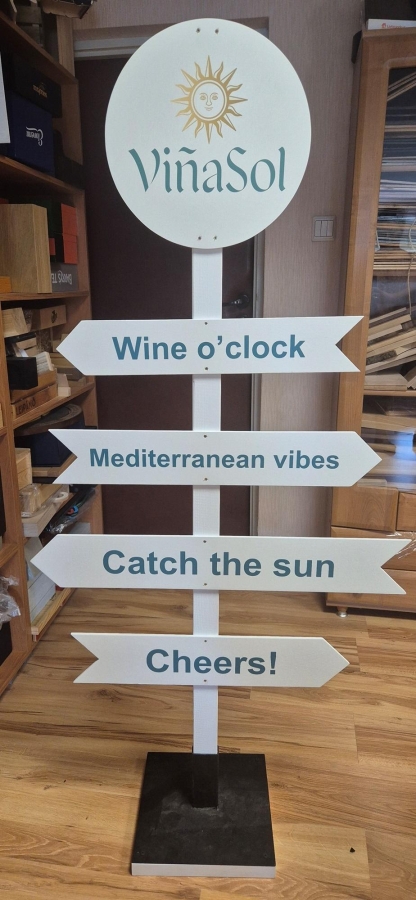 ViñaSol
Wine o’clock
Mediterranean vibes
Catch the sun
Cheers!